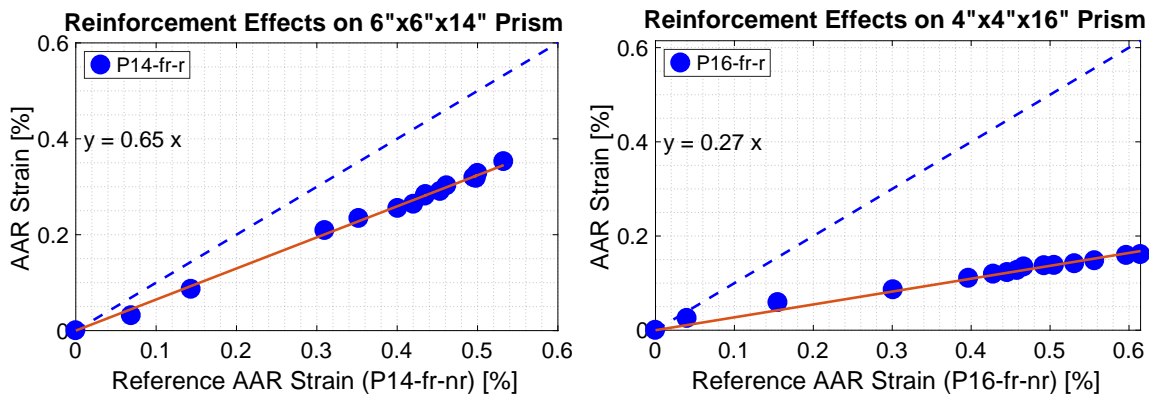 Reinforcement Effects on 6"x6"x14" Prism
0.6
P14-fr-r
0.4
y = 0.65 x
AAR Strain [%]
0.2
0
0
0.1
0.2
0.3
0.4
0.5
0.6
Reference AAR Strain (P14-fr-nr) [%]
Reinforcement Effects on 4"x4"x16" Prism
0.6
P16-fr-r
0.4
y = 0.27 x
AAR Strain [%]
0.2
0
0
0.1
0.2
0.3
0.4
0.5
0.6
Reference AAR Strain (P16-fr-nr) [%]